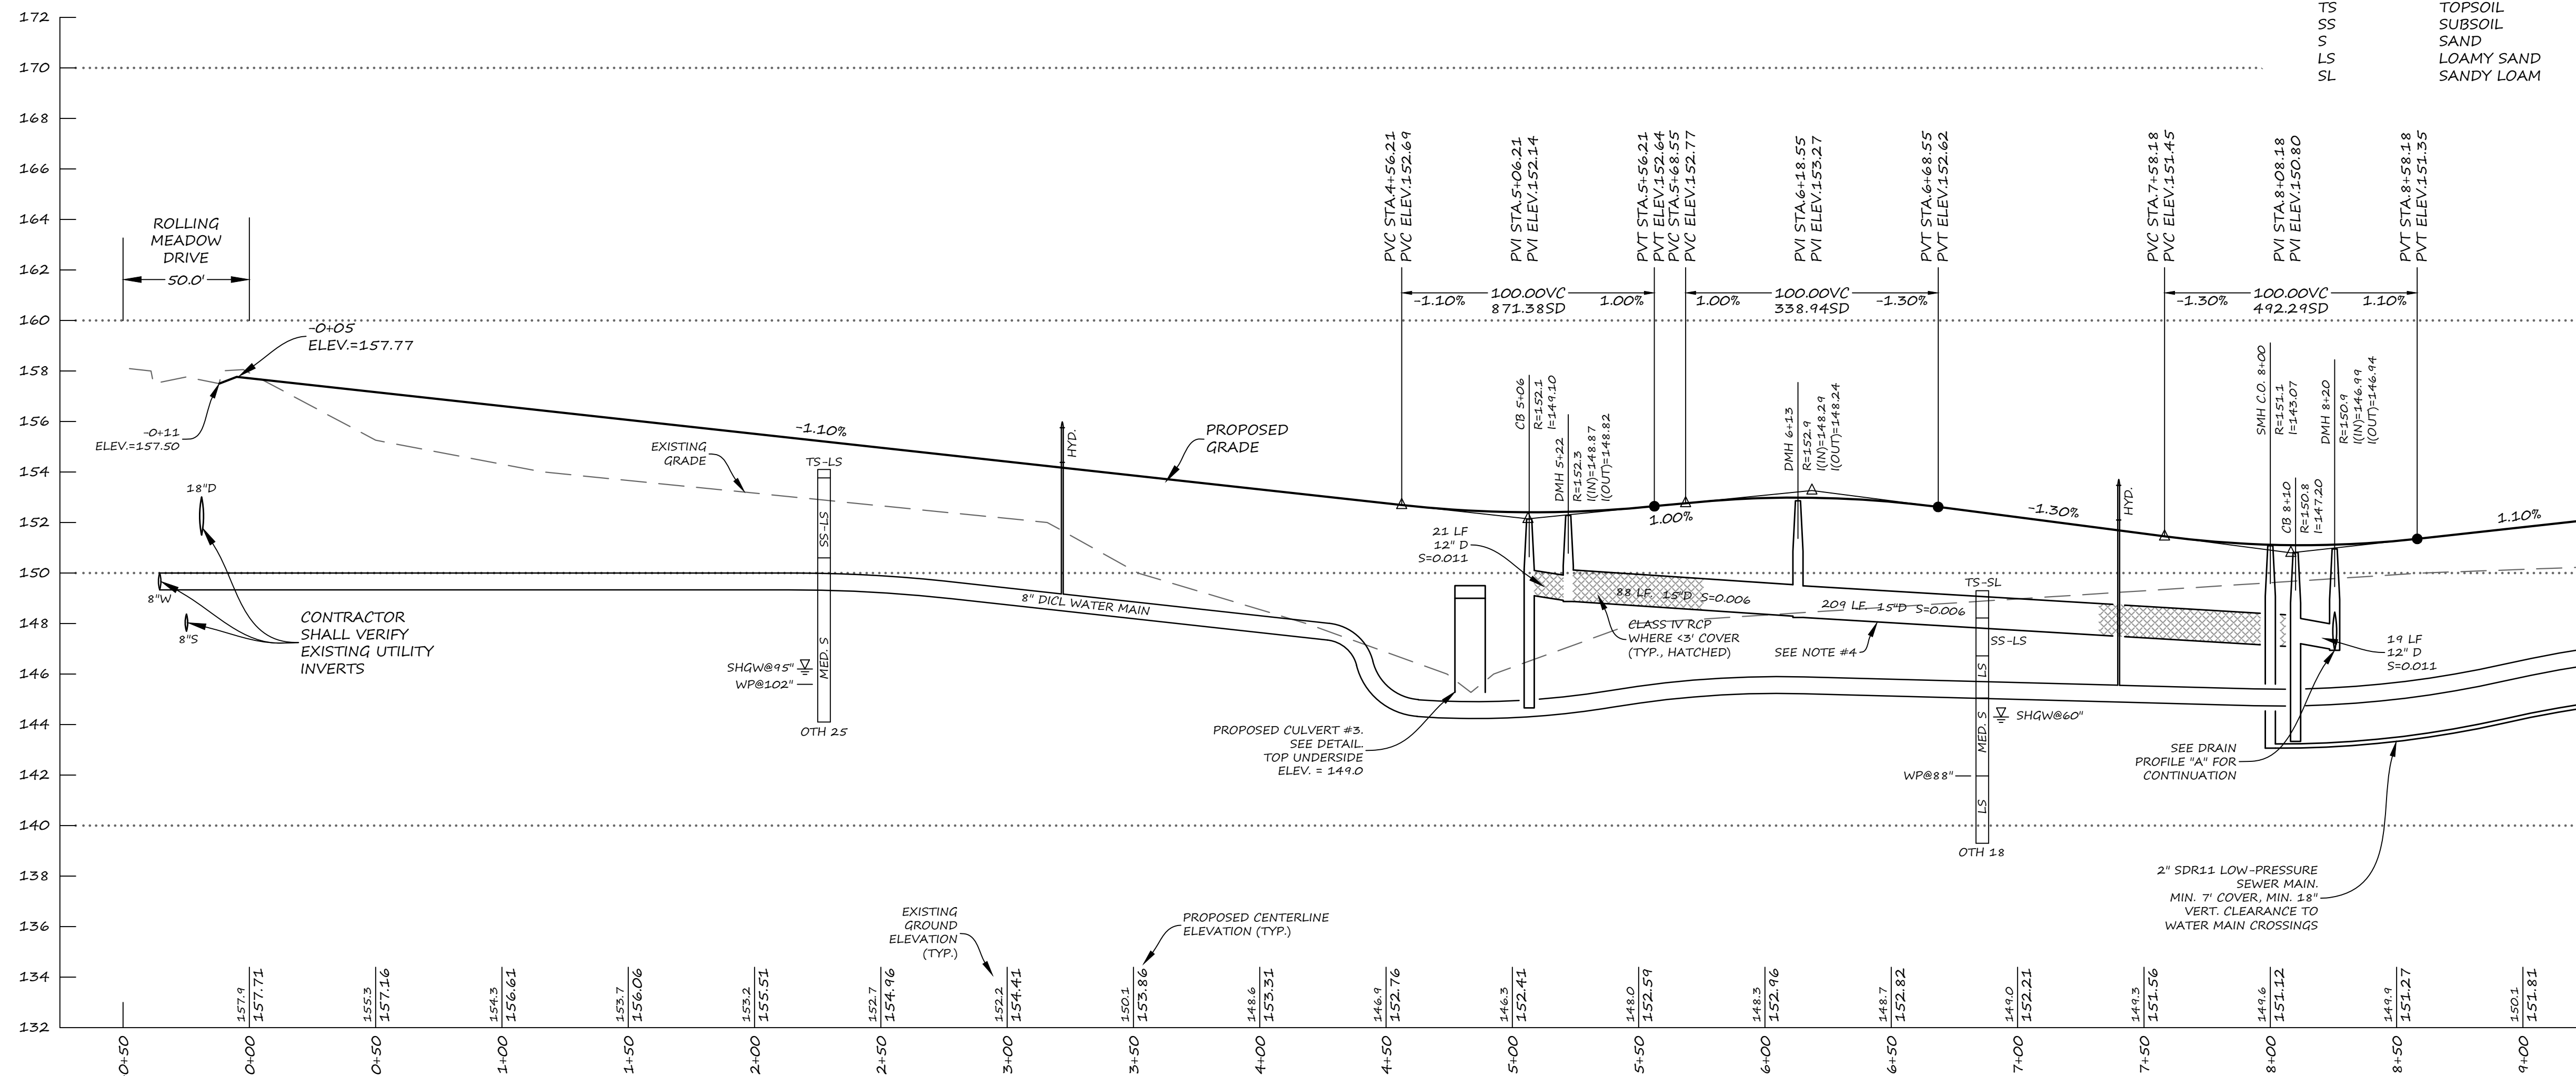 172
170
168
166
164
162
160
158
156
154
152
150
148
146
144
142
140
138
136
134
132
TS TOPSOIL
SS SUBSOIL
S SAND
LS LOAMY SAND
SL SANDY LOAM
ROLLING
MEADOW
DRIVE
50.0'
-0+05
ELEV.=157.77
-0+11
ELEV.=157.50
18"D
8"W
8"S
CONTRACTOR
SHALL VERIFY
EXISTING UTILITY
INVERTS
-1.10%
EXISTING
GRADE
TS-LS
SS-LS
MED. S
SHGW@95"
WP@102"
OTH 25
HYD.
8" DICL WATER MAIN
PROPOSED
GRADE
PVC STA.4+56.21
PVC ELEV.152.69
PVI STA.5+06.21
PVI ELEV.152.14
PVT STA.5+56.21
PVT ELEV.152.64
PVC STA.5+68.55
PVC ELEV.152.77
PVI STA.6+18.55
PVI ELEV.153.27
PVT STA.6+68.55
PVT ELEV.152.62
PVC STA.7+58.18
PVC ELEV.151.45
PVI STA.8+08.18
PVI ELEV.150.80
PVT STA.8+58.18
PVT ELEV.151.35
-1.10%
100.00VC
871.38SD
1.00%
1.00%
100.00VC
338.94SD
-1.30%
-1.30%
100.00VC
492.29SD
1.10%
CB 5+06
R=152.1
I=149.10
DMH 5+22
R=152.3
I(IN)=148.87
I(OUT)=148.82
DMH 6+13
R=152.9
I(IN)=148.29
I(OUT)=148.24
SMH C.O. 8+00
R=151.1
I=143.07
CB 8+10
R=150.8
I=147.20
DMH 8+20
R=150.9
I(IN)=146.99
I(OUT)=146.94
1.00%
-1.30%
HYD.
1.10%
21 LF
12" D
S=0.011
88 LF 15"D S=0.006
209 LF 15"D S=0.006
CLASS IV RCP
WHERE <3' COVER
(TYP., HATCHED)
SEE NOTE #4
TS-SL
SS-LS
LS
MED. S
LS
SHGW@60"
WP@88"
OTH 18
PROPOSED CULVERT #3.
SEE DETAIL.
TOP UNDERSIDE
ELEV. = 149.0
19 LF
12" D
S=0.011
SEE DRAIN
PROFILE "A" FOR
CONTINUATION
2" SDR11 LOW-PRESSURE
SEWER MAIN.
MIN. 7' COVER, MIN. 18"
VERT. CLEARANCE TO
WATER MAIN CROSSINGS
EXISTING
GROUND
ELEVATION
(TYP.)
PROPOSED CENTERLINE
ELEVATION (TYP.)
157.9
157.71
155.3
157.16
154.3
156.61
153.7
156.06
153.2
155.51
152.7
154.96
152.2
154.41
150.1
153.86
148.6
153.31
146.9
152.76
146.3
152.41
148.0
152.59
148.3
152.96
148.7
152.82
149.0
152.21
149.3
151.56
149.6
151.12
149.9
151.27
150.1
151.81
0+50
0+00
0+50
1+00
1+50
2+00
2+50
3+00
3+50
4+00
4+50
5+00
5+50
6+00
6+50
7+00
7+50
8+00
8+50
9+00